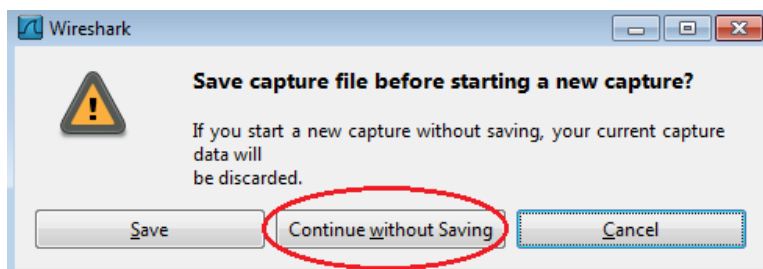 Wireshark
Save capture file before starting a new capture?
If you start a new capture without saving, your current capture
data will
be discarded.
Save
Continue without Saving
Cancel